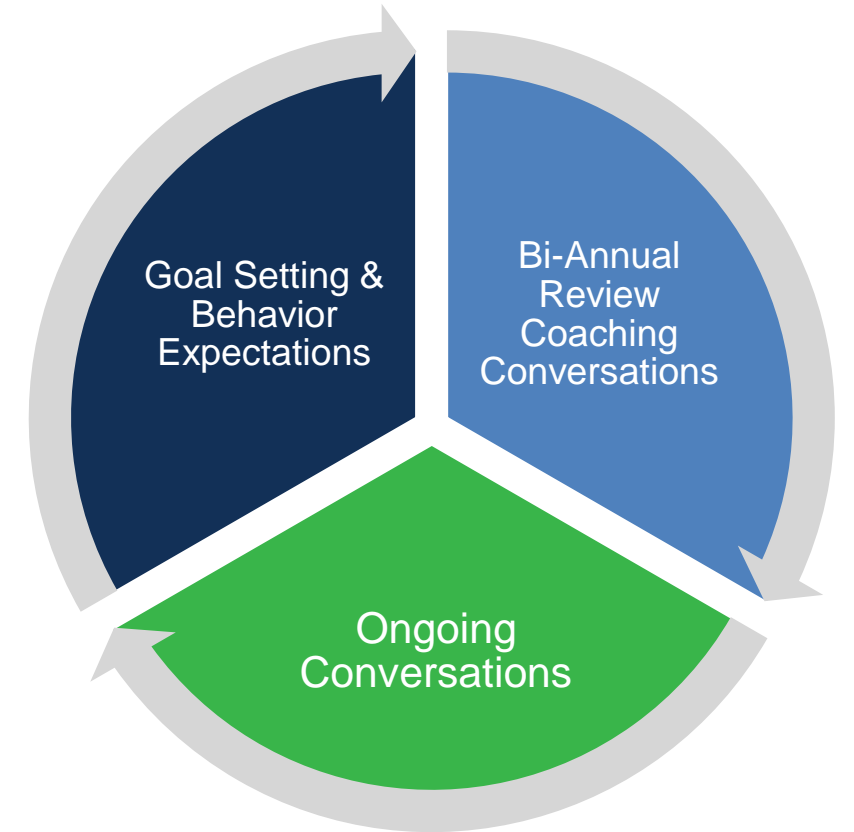 Goal Setting &
Behavior
Expectations
Bi-Annual
Review
Coaching
Conversations
Ongoing
Conversations